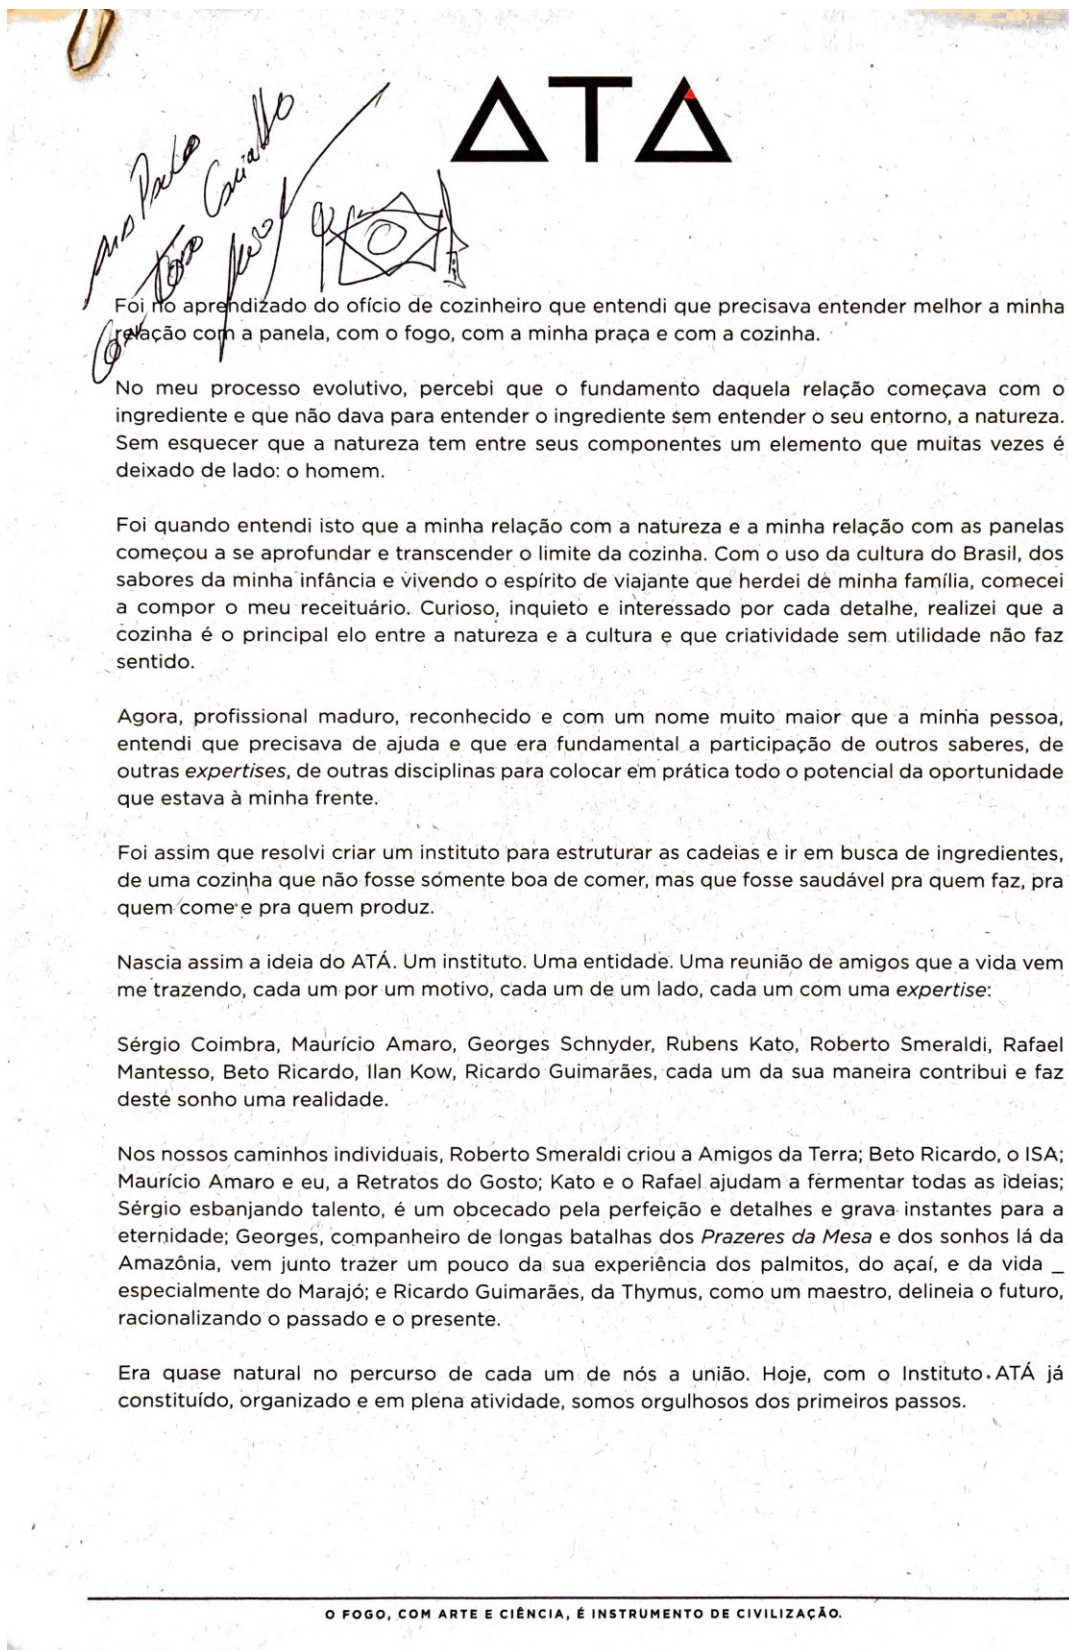 ATÁ
Foi no aprendizado do ofício de cozinheiro que entendi que precisava entender melhor a minha
relação com a panela, com o fogo, com a minha praça e com a cozinha.
No meu processo evolutivo, percebi que o fundamento daquela relação começava com o
ingrediente e que não dava para entender o ingrediente sem entender o seu entorno, a natureza.
Sem esquecer que a natureza tem entre seus componentes um elemento que muitas vezes é
deixado de lado: o homem.
Foi quando entendi isto que a minha relação com a natureza e a minha relação com as panelas
começou a se aprofundar e transcender o limite da cozinha. Com o uso da cultura do Brasil, dos
sabores da minha infância e vivendo o espírito de viajante que herdei de minha família, comecei
a compor o meu receituário. Curioso, inquieto e interessado por cada detalhe, realizei que a
cozinha é o principal elo entre a natureza e a cultura e que criatividade sem utilidade não faz
sentido.
Agora, profissional maduro, reconhecido e com um nome muito maior que a minha pessoa,
entendi que precisava de ajuda e que era fundamental a participação de outros saberes, de
outras expertises, de outras disciplinas para colocar em prática todo o potencial da oportunidade
que estava à minha frente.
Foi assim que resolvi criar um instituto para estruturar as cadeias e ir em busca de ingredientes,
de uma cozinha que não fosse somente boa de comer, mas que fosse saudável pra quem faz, pra
quem come e pra quem produz.
Nascia assim a ideia do ATÁ. Um instituto. Uma entidade. Uma reunião de amigos que a vida vem
me trazendo, cada um por um motivo, cada um de um lado, cada um com uma expertise:
Sérgio Coimbra, Maurício Amaro, Georges Schnyder, Rubens Kato, Roberto Smeraldi, Rafael
Mantesso, Beto Ricardo, Ilan Kow, Ricardo Guimarães, cada um da sua maneira contribui e faz
deste sonho uma realidade.
Nos nossos caminhos individuais, Roberto Smeraldi criou a Amigos da Terra; Beto Ricardo, o ISA;
Maurício Amaro e eu, a Retratos do Gosto; Kato e o Rafael ajudam a fermentar todas as ideias;
Sérgio esbanjando talento, é um obcecado pela perfeição e detalhes e grava instantes para a
eternidade; Georges, companheiro de longas batalhas dos Prazeres da Mesa e dos sonhos lá da
Amazônia, vem junto trazer um pouco da sua experiência dos palmitos, do açaí, e da vida _
especialmente do Marajó; e Ricardo Guimarães, da Thymus, como um maestro, delineia o futuro,
racionalizando o passado e o presente.
Era quase natural no percurso de cada um de nós a união. Hoje, com o Instituto ATÁ já
constituído, organizado e em plena atividade, somos orgulhosos dos primeiros passos.
O FOGO, COM ARTE E CIÊNCIA, É INSTRUMENTO DE CIVILIZAÇÃO.